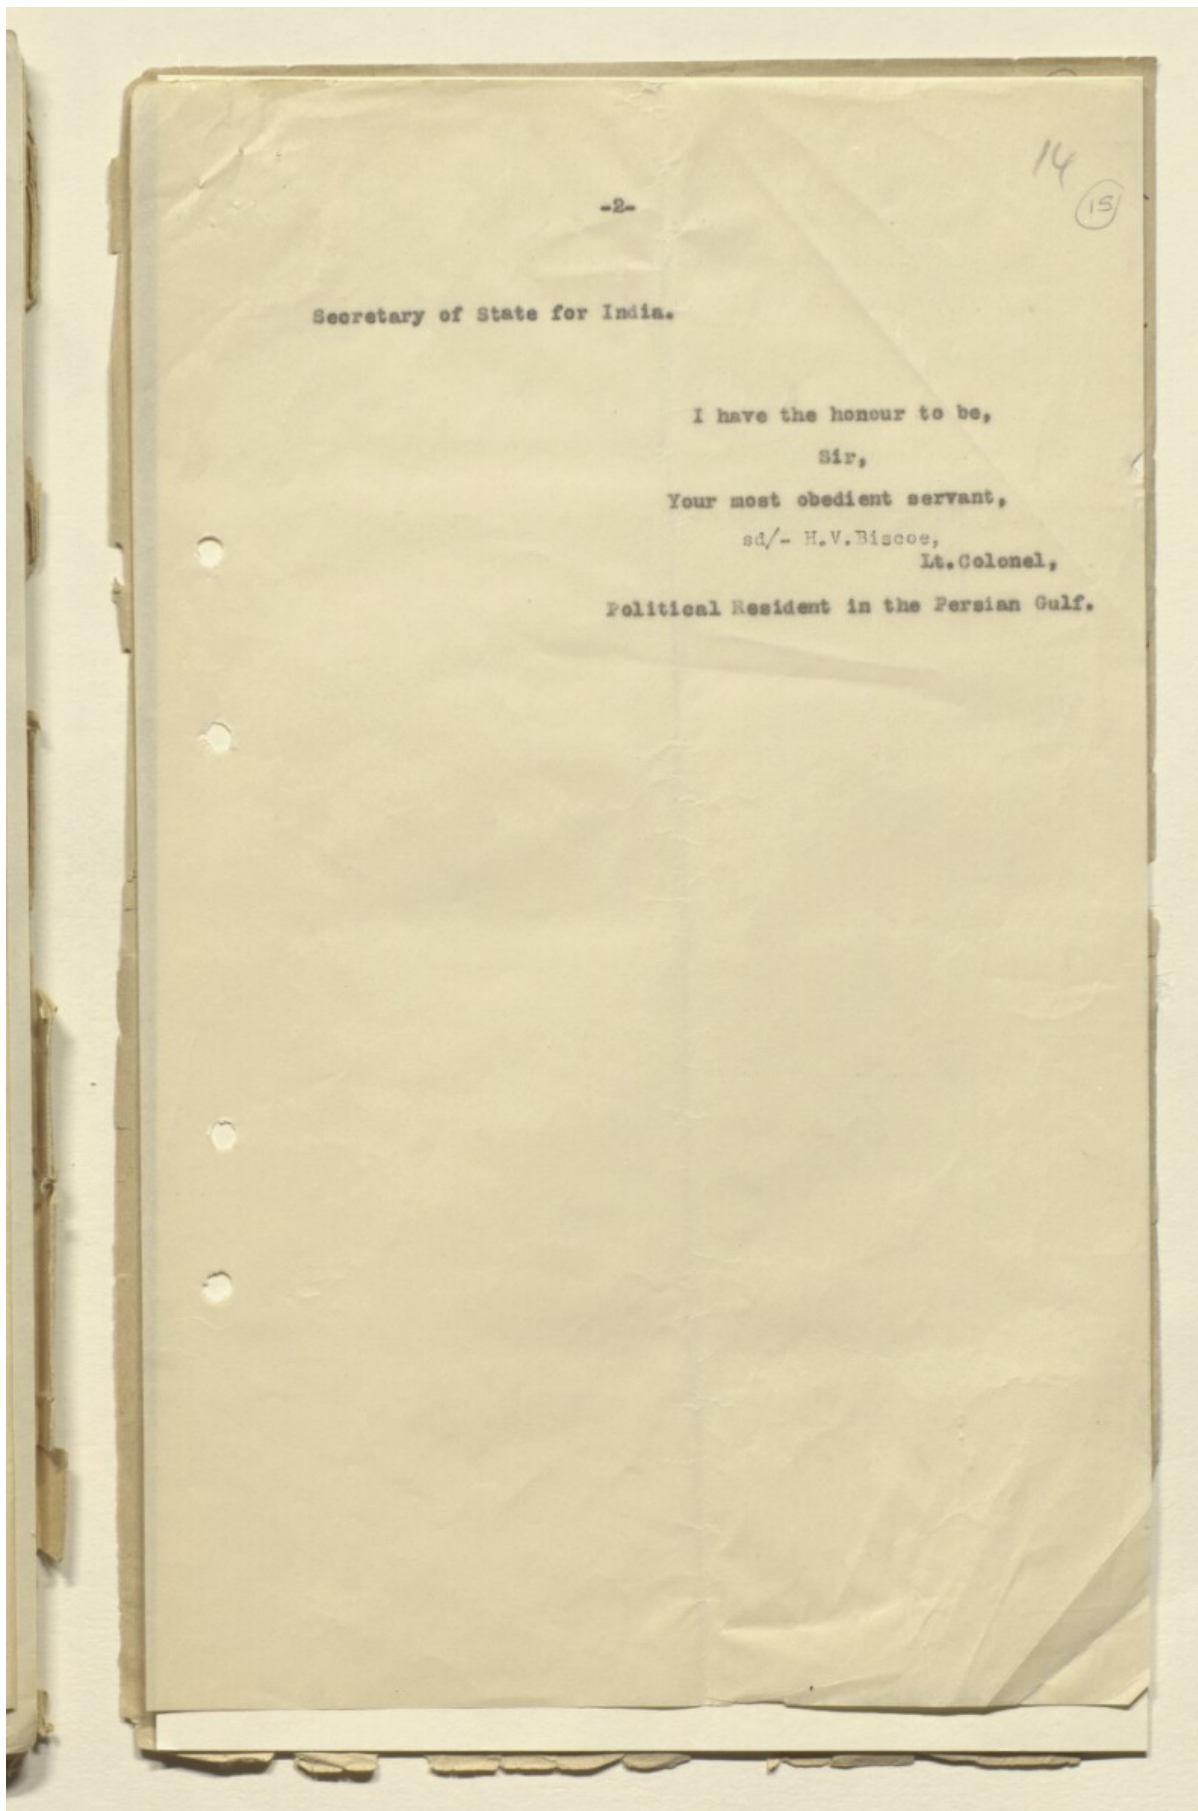 14
15
-2-
Secretary of State for India.
I have the honour to be,
Sir,
Your most obedient servant,
sd/- H.V.Biscoe,
Lt.Colonel,
Political Resident in the Persian Gulf.